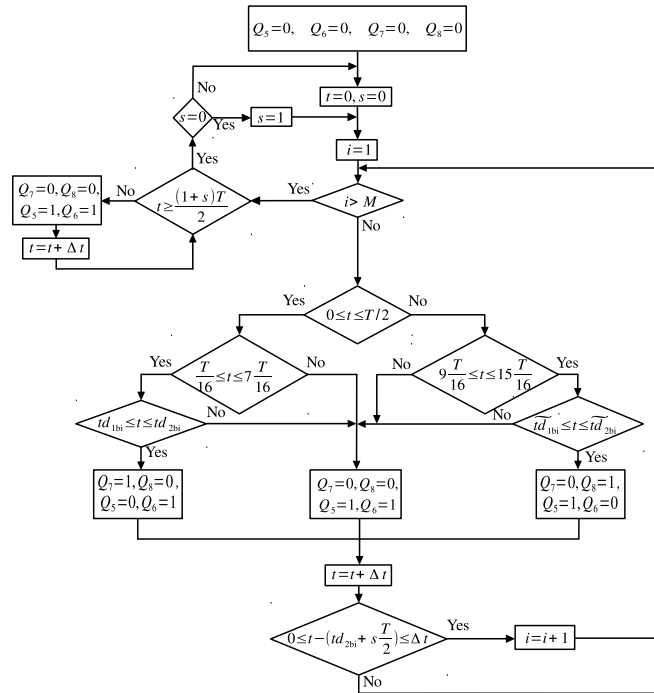 Q₅=0, Q₆=0, Q₇=0, Q₈=0
No
t=0, s=0
s=0
Yes
s=1
i=1
Yes
Q₇=0, Q₈=0,
Q₅=1, Q₆=1
No
t≥(1+s)T/2
Yes
i> M
No
t=t+ Δt
Yes
0≤t≤T/2
No
Yes
T/16≤t≤7 T/16
No
No
9 T/16≤t≤15 T/16
Yes
td₁bi≤t≤td₂bi
No
No
t͠d₁bi≤t≤t͠d₂bi
Yes
Yes
Q₇=1, Q₈=0,
Q₅=0, Q₆=1
Q₇=0, Q₈=0,
Q₅=1, Q₆=1
Q₇=0, Q₈=1,
Q₅=1, Q₆=0
t=t+ Δt
0≤t−(td₂bi+ s T/2)≤Δt
Yes
i=i+ 1
No